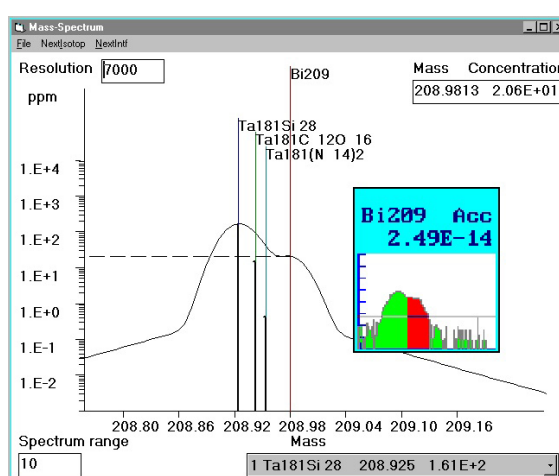 Mass-Spectrum
File NextIsotop NextIntf
Resolution 7000
Mass Concentration
208.9813 2.06E+01
ppm
Bi209
Ta181Si 28
Ta181C 12O 16
Ta181(N 14)2
1.E+4
1.E+3
1.E+2
1.E+1
1.E+0
1.E-1
1.E-2
Bi209 Acc
2.49E-14
208.80 208.86 208.92 208.98 209.04 209.10 209.16
Spectrum range
Mass
10
1 Ta181Si 28 208.925 1.61E+2